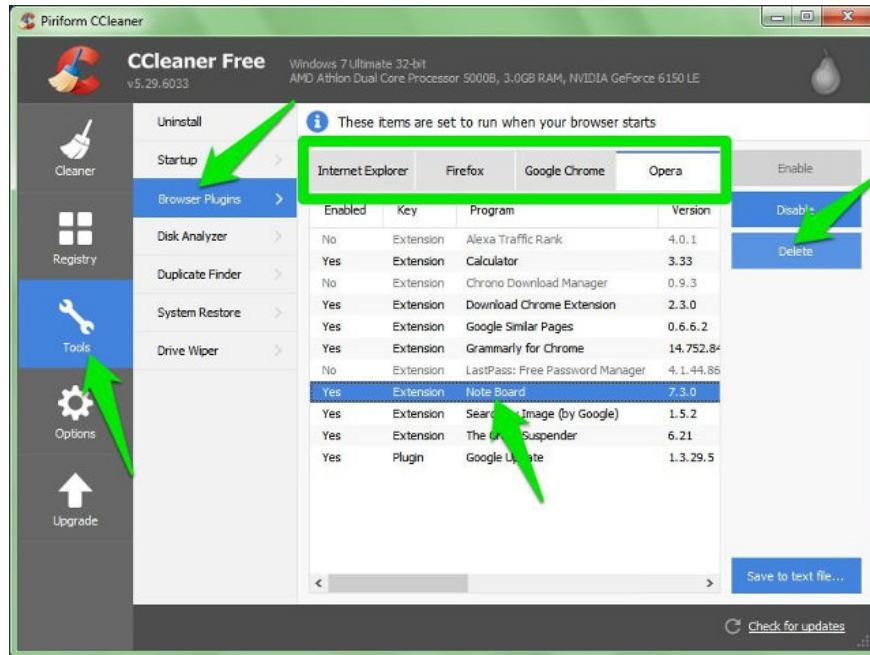 Piriform CCleaner
CCleaner Free
v5.29.6033
Windows 7 Ultimate 32-bit
AMD Athlon Dual Core Processor 5000B, 3.0GB RAM, NVIDIA GeForce 6150 LE
Cleaner
Registry
Tools
Options
Upgrade
Uninstall
Startup
Browser Plugins
Disk Analyzer
Duplicate Finder
System Restore
Drive Wiper
These items are set to run when your browser starts
Internet Explorer Firefox Google Chrome Opera
Enabled Key Program Version
No Extension Alexa Traffic Rank 4.0.1
Yes Extension Calculator 3.33
No Extension Chrono Download Manager 0.9.3
Yes Extension Download Chrome Extension 2.3.0
Yes Extension Google Similar Pages 0.6.6.2
Yes Extension Grammarly for Chrome 14.752.84
No Extension LastPass: Free Password Manager 4.1.44.86
Yes Extension Note Board 7.3.0
Yes Extension Search by Image (by Google) 1.5.2
Yes Extension The Great Suspender 6.21
Yes Plugin Google Update 1.3.29.5
Enable
Disable
Delete
Save to text file...
Check for updates